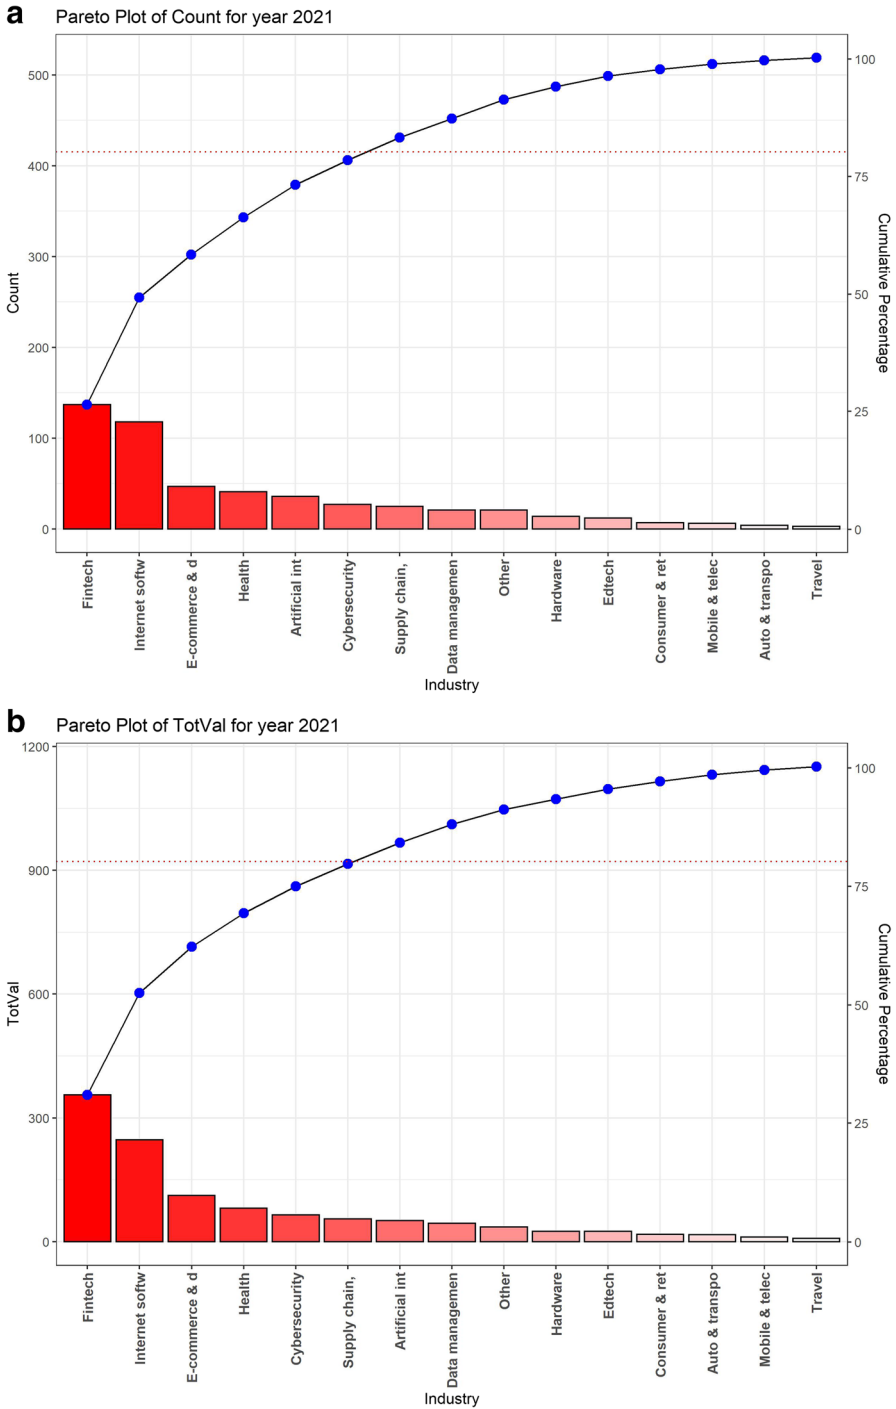 a
Pareto Plot of Count for year 2021
500
400
300
200
100
0
Count
100
75
50
25
0
Cumulative Percentage
Fintech
Internet softw
E-commerce & d
Health
Artificial int
Cybersecurity
Supply chain,
Data managemen
Other
Hardware
Edtech
Consumer & ret
Mobile & telec
Auto & transpo
Travel
Industry
b
Pareto Plot of TotVal for year 2021
1200
900
600
300
0
TotVal
100
75
50
25
0
Cumulative Percentage
Fintech
Internet softw
E-commerce & d
Health
Cybersecurity
Supply chain,
Artificial int
Data managemen
Other
Hardware
Edtech
Consumer & ret
Auto & transpo
Mobile & telec
Travel
Industry